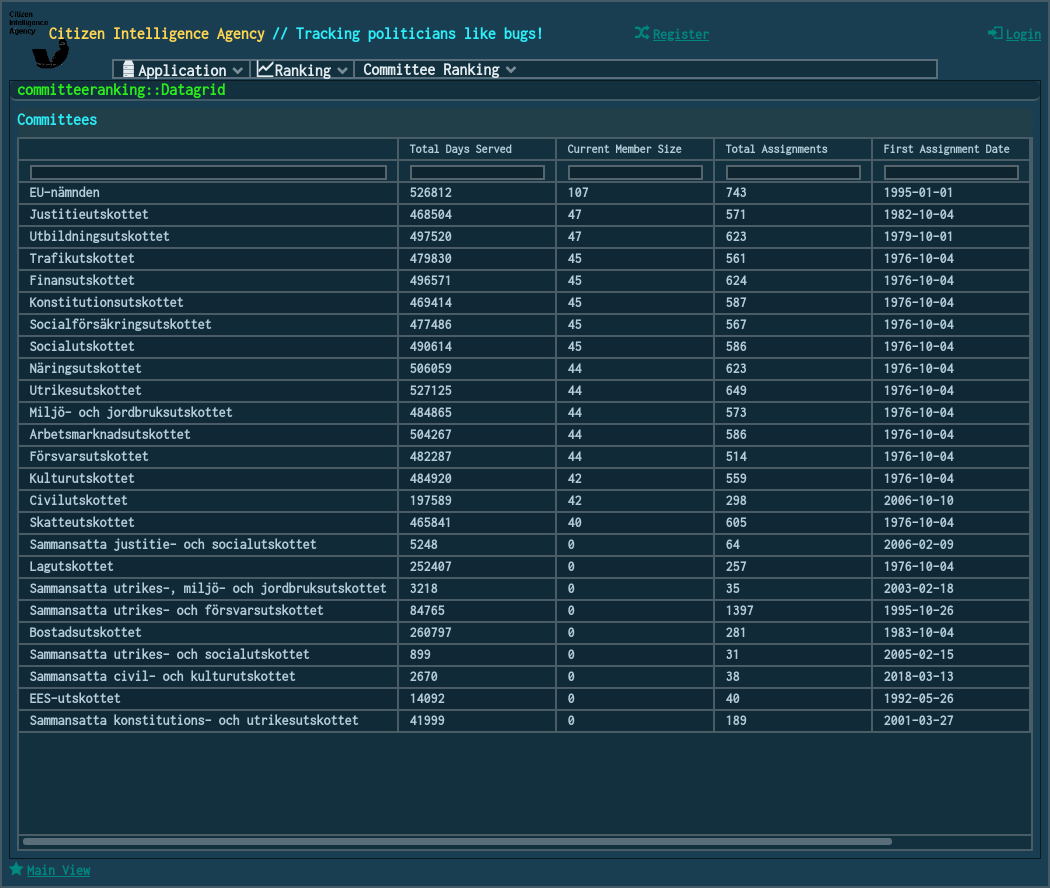 Citizen
Intelligence
Agency
Citizen Intelligence Agency // Tracking politicians like bugs!
Register
Login
Application Ranking Committee Ranking
committeeranking::Datagrid
Committees
Total Days Served Current Member Size Total Assignments First Assignment Date
EU-nämnden 526812 107 743 1995-01-01
Justitieutskottet 468504 47 571 1982-10-04
Utbildningsutskottet 497520 47 623 1979-10-01
Trafikutskottet 479830 45 561 1976-10-04
Finansutskottet 496571 45 624 1976-10-04
Konstitutionsutskottet 469414 45 587 1976-10-04
Socialförsäkringsutskottet 477486 45 567 1976-10-04
Socialutskottet 490614 45 586 1976-10-04
Näringsutskottet 506059 44 623 1976-10-04
Utrikesutskottet 527125 44 649 1976-10-04
Miljö- och jordbruksutskottet 484865 44 573 1976-10-04
Arbetsmarknadsutskottet 504267 44 586 1976-10-04
Försvarsutskottet 482287 44 514 1976-10-04
Kulturutskottet 484920 42 559 1976-10-04
Civilutskottet 197589 42 298 2006-10-10
Skatteutskottet 465841 40 605 1976-10-04
Sammansatta justitie- och socialutskottet 5248 0 64 2006-02-09
Lagutskottet 252407 0 257 1976-10-04
Sammansatta utrikes-, miljö- och jordbruksutskottet 3218 0 35 2003-02-18
Sammansatta utrikes- och försvarsutskottet 84765 0 1397 1995-10-26
Bostadsutskottet 260797 0 281 1983-10-04
Sammansatta utrikes- och socialutskottet 899 0 31 2005-02-15
Sammansatta civil- och kulturutskottet 2670 0 38 2018-03-13
EES-utskottet 14092 0 40 1992-05-26
Sammansatta konstitutions- och utrikesutskottet 41999 0 189 2001-03-27
Main View